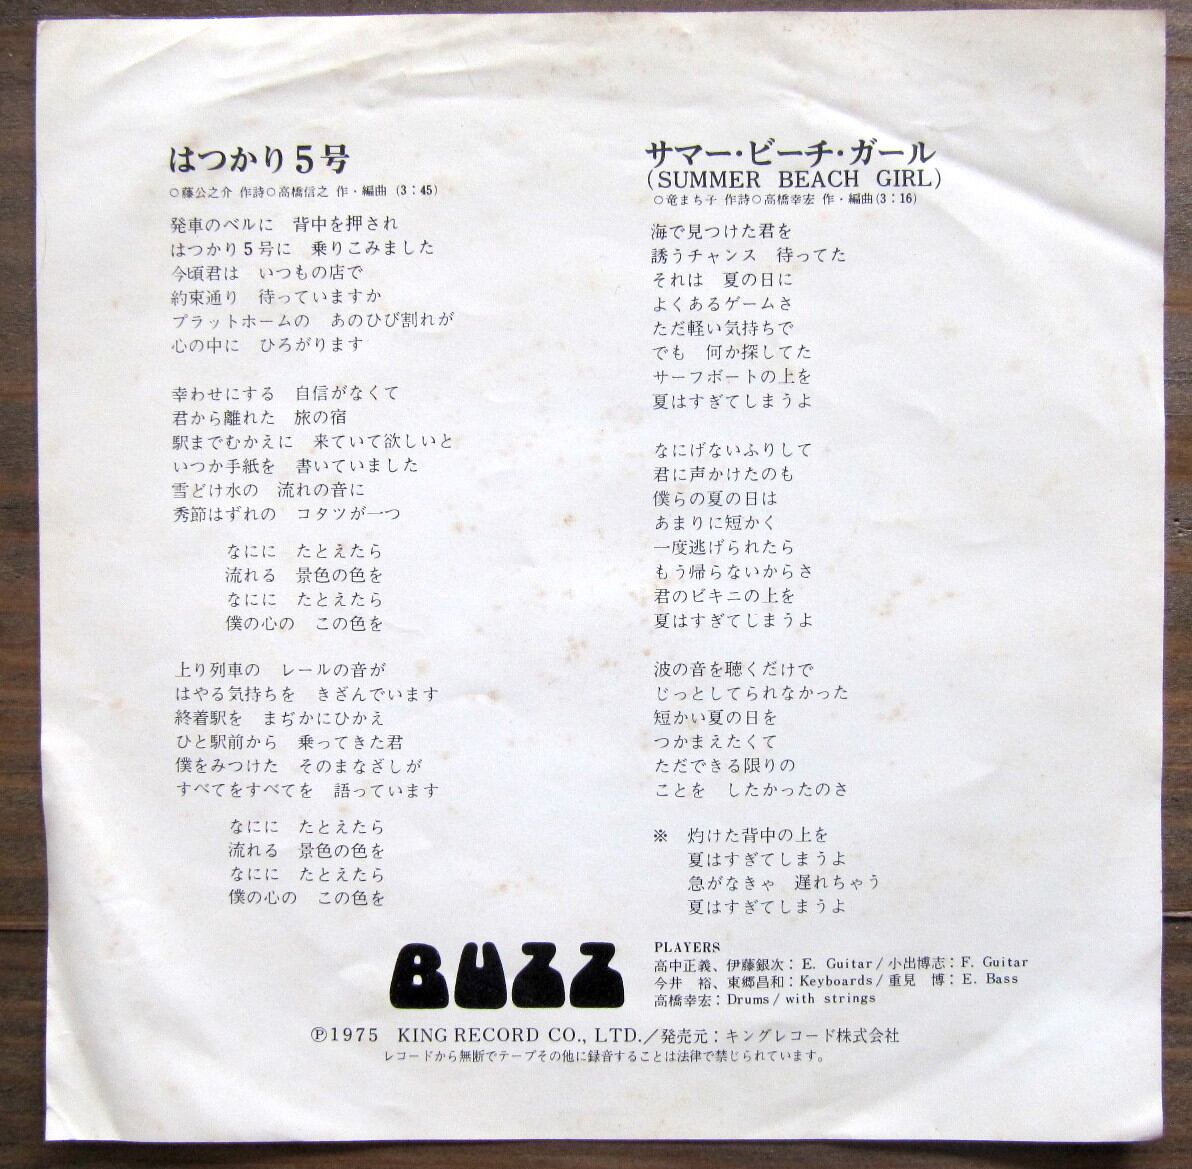 はつかり5号
○藤公之介 作詩○高橋信之 作・編曲 (3:45)
発車のベルに　背中を押され
はつかり5号に　乗りこみました
今頃君は　いつもの店で
約束通り　待っていますか
プラットホームの　あのひび割れが
心の中に　ひろがります
幸わせにする　自信がなくて
君から離れた　旅の宿
駅までむかえに　来ていて欲しいと
いつか手紙を　書いていました
雪どけ水の　流れの音に
秀節はずれの　コタツが一つ
なにに　たとえたら
流れる　景色の色を
なにに　たとえたら
僕の心の　この色を
上り列車の　レールの音が
はやる気持ちを　きざんでいます
終着駅を　まぢかにひかえ
ひと駅前から　乗ってきた君
僕をみつけた　そのまなざしが
すべてをすべてを　語っています
なにに　たとえたら
流れる　景色の色を
なにに　たとえたら
僕の心の　この色を
サマー・ビーチ・ガール
(SUMMER BEACH GIRL)
○竜まち子 作詩○高橋幸宏 作・編曲(3:16)
海で見つけた君を
誘うチャンス　待ってた
それは　夏の日に
よくあるゲームさ
ただ軽い気持ちで
でも　何か探してた
サーフボートの上を
夏はすぎてしまうよ
なにげないふりして
君に声かけたのも
僕らの夏の日は
あまりに短かく
一度逃げられたら
もう帰らないからさ
君のビキニの上を
夏はすぎてしまうよ
波の音を聴くだけで
じっとしてられなかった
短かい夏の日を
つかまえたくて
ただできる限りの
ことを　したかったのさ
※　灼けた背中の上を
夏はすぎてしまうよ
急がなきゃ　遅れちゃう
夏はすぎてしまうよ
BUZZ
PLAYERS
高中正義、伊藤銀次：E. Guitar/小出博志：F. Guitar
今井　裕、東郷昌和：Keyboards/重見　博：E. Bass
高橋幸宏：Drums/with strings
Ⓟ1975 KING RECORD CO., LTD.／発売元：キングレコード株式会社
レコードから無断でテープその他に録音することは法律で禁じられています。